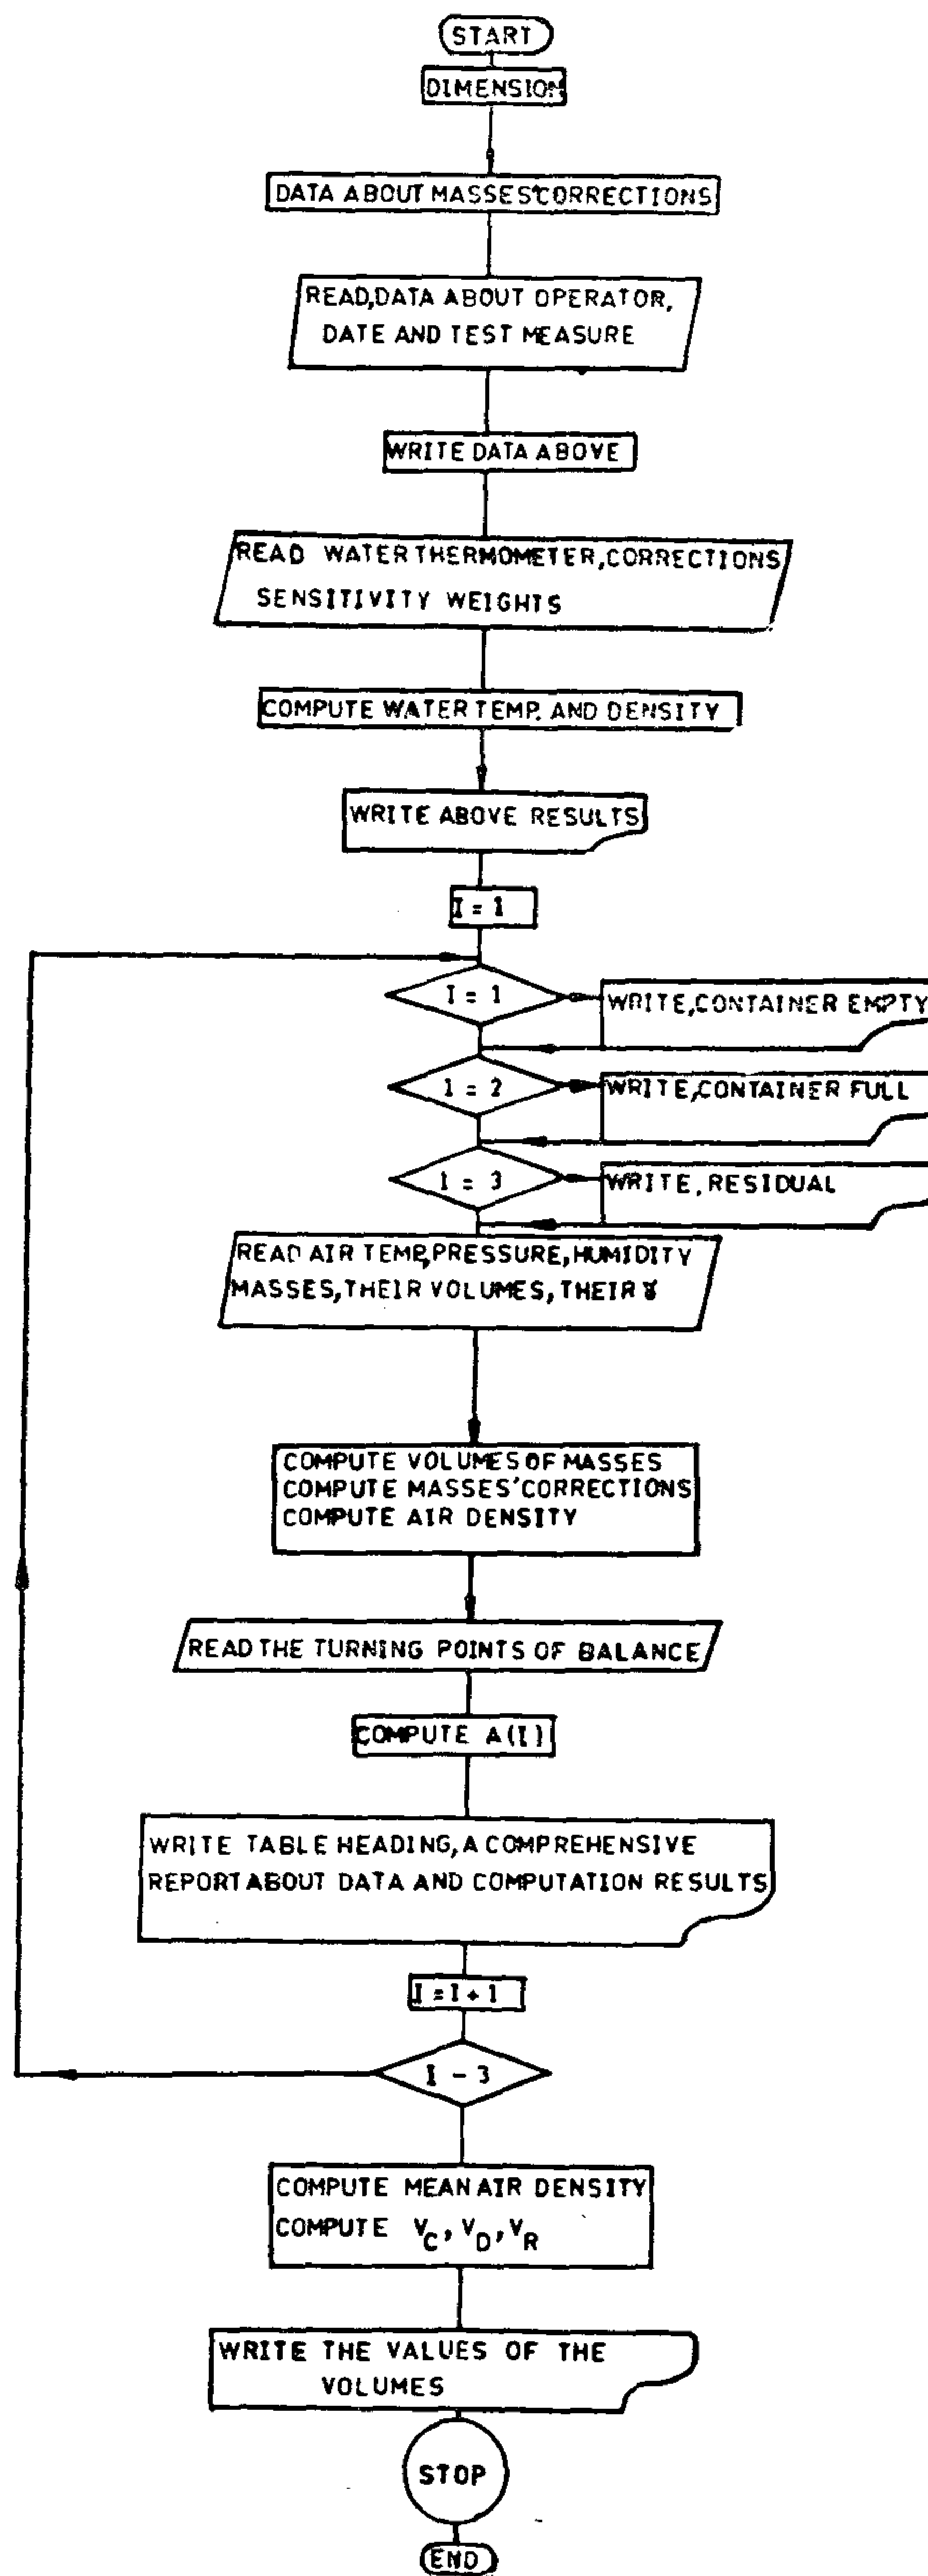 START
DIMENSION
DATA ABOUT MASSES'CORRECTIONS
READ, DATA ABOUT OPERATOR,
DATE AND TEST MEASURE
WRITE DATA ABOVE
READ WATER THERMOMETER, CORRECTIONS
SENSITIVITY WEIGHTS
COMPUTE WATER TEMP. AND DENSITY
WRITE ABOVE RESULTS
I = 1
I = 1
WRITE, CONTAINER EMPTY
I = 2
WRITE, CONTAINER FULL
I = 3
WRITE, RESIDUAL
READ AIR TEMP, PRESSURE, HUMIDITY
MASSES, THEIR VOLUMES, THEIR ४
COMPUTE VOLUMES OF MASSES
COMPUTE MASSES' CORRECTIONS
COMPUTE AIR DENSITY
READ THE TURNING POINTS OF BALANCE
COMPUTE A(I)
WRITE TABLE HEADING, A COMPREHENSIVE
REPORT ABOUT DATA AND COMPUTATION RESULTS
I = I + 1
I - 3
COMPUTE MEAN AIR DENSITY
COMPUTE V_C, V_D, V_R
WRITE THE VALUES OF THE
VOLUMES
STOP
END